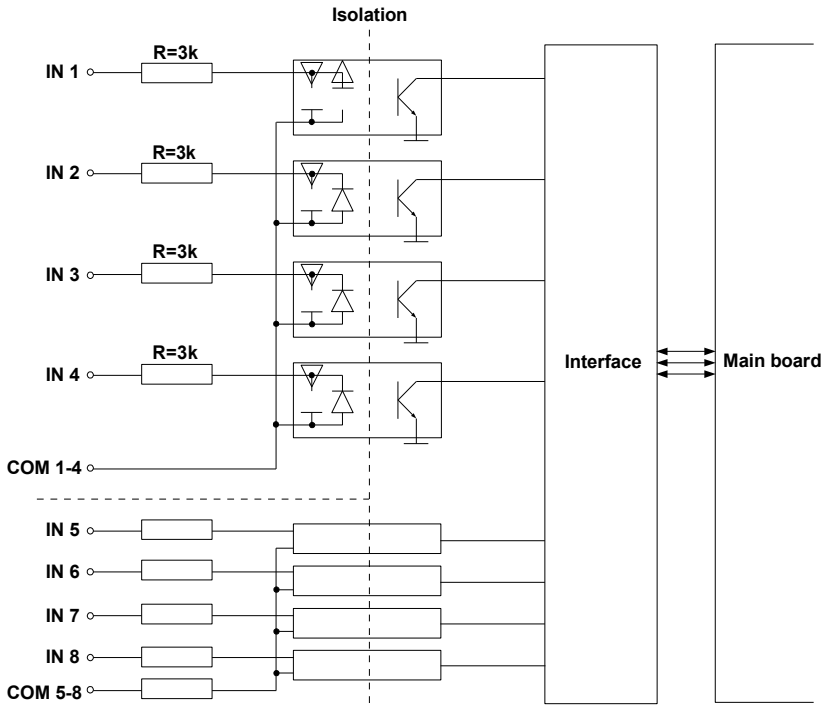 Isolation
R=3k
IN 1
R=3k
IN 2
R=3k
IN 3
R=3k
IN 4
Interface
Main board
COM 1-4
IN 5
IN 6
IN 7
IN 8
COM 5-8